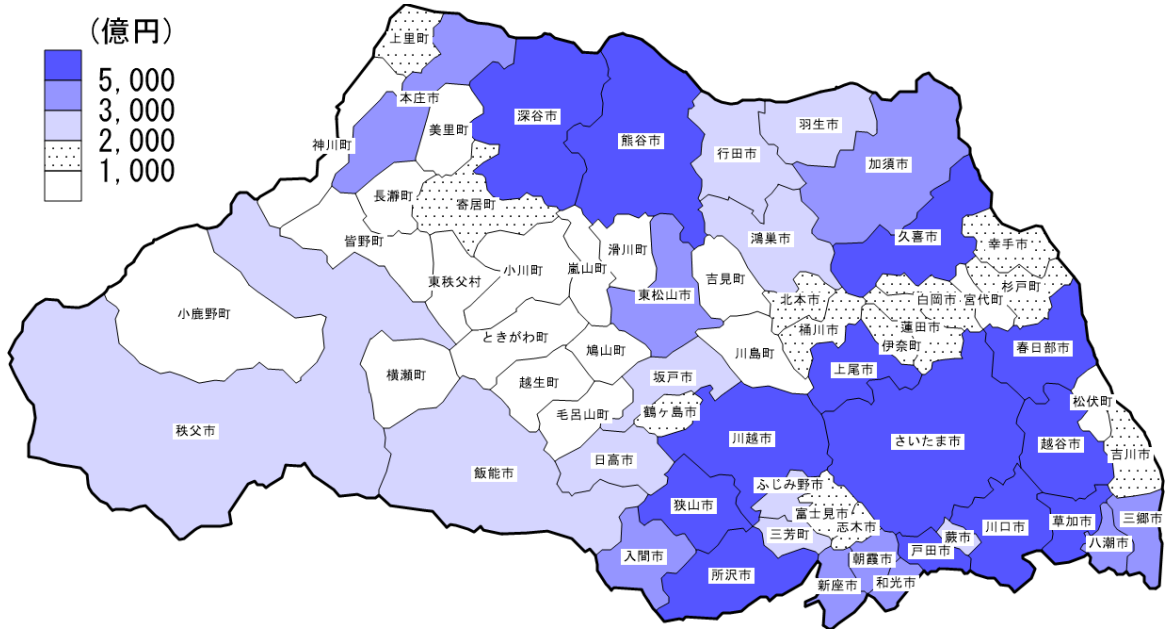 (億円)
5,000
3,000
2,000
1,000
上里町
本庄市
美里町
神川町
深谷市
熊谷市
行田市
羽生市
加須市
長瀞町
寄居町
皆野町
東秩父村
小川町
嵐山町
滑川町
東松山市
吉見町
鴻巣市
久喜市
幸手市
杉戸町
宮代町
白岡市
北本市
桶川市
蓮田市
伊奈町
小鹿野町
ときがわ町
鳩山町
川島町
上尾市
春日部市
横瀬町
越生町
坂戸市
毛呂山町
鶴ヶ島市
松伏町
秩父市
飯能市
日高市
川越市
さいたま市
越谷市
吉川市
ふじみ野市
狭山市
富士見市
志木市
三芳町
入間市
所沢市
朝霞市
新座市
和光市
戸田市
蕨市
川口市
草加市
八潮市
三郷市